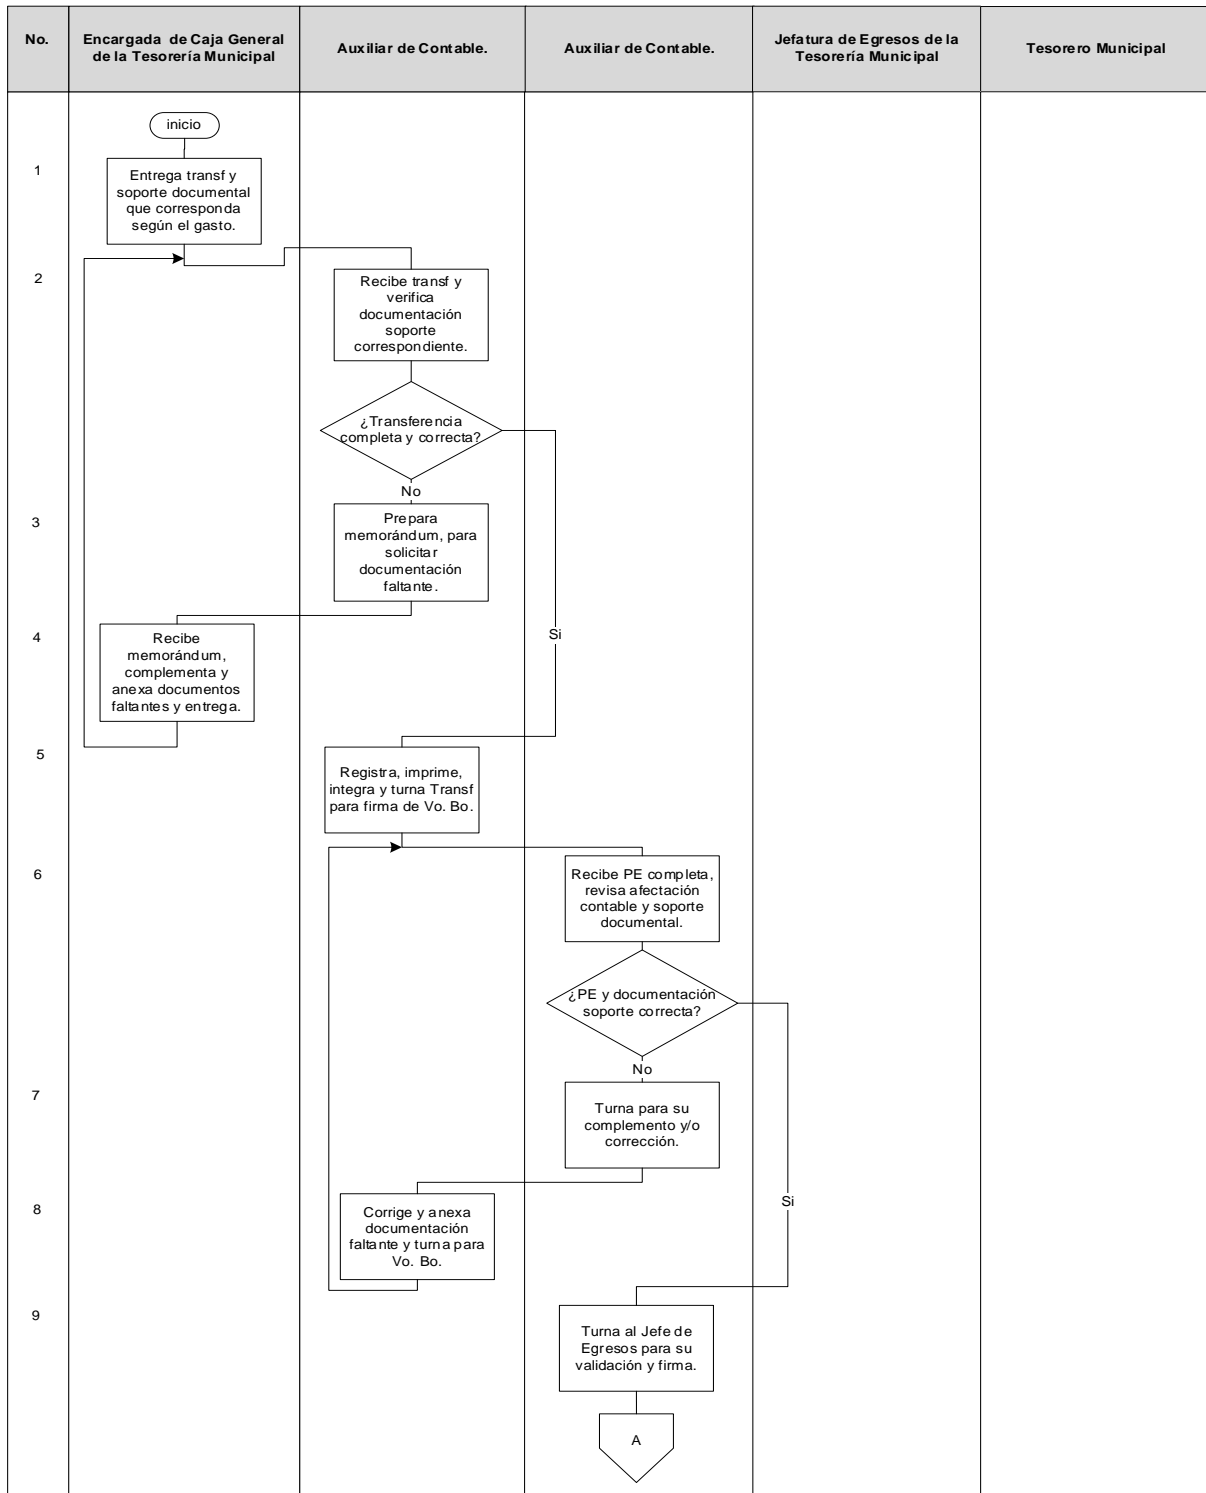 No.
Encargada de Caja General
de la Tesorería Municipal
Auxiliar de Contable.
Auxiliar de Contable.
Jefatura de Egresos de la
Tesorería Municipal
Tesorero Municipal
inicio
1
Entrega transf y
soporte documental
que corresponda
según el gasto.
2
Recibe transf y
verifica
documentación
soporte
correspondiente.
¿Transferencia
completa y correcta?
No
3
Prepara
memorándum, para
solicitar
documentación
faltante.
4
Recibe
memorándum,
complementa y
anexa documentos
faltantes y entrega.
Si
5
Registra, imprime,
integra y turna Transf
para firma de Vo. Bo.
6
Recibe PE completa,
revisa afectación
contable y soporte
documental.
¿PE y documentación
soporte correcta?
No
7
Turna para su
complemento y/o
corrección.
8
Corrige y anexa
documentación
faltante y turna para
Vo. Bo.
Si
9
Turna al Jefe de
Egresos para su
validación y firma.
A